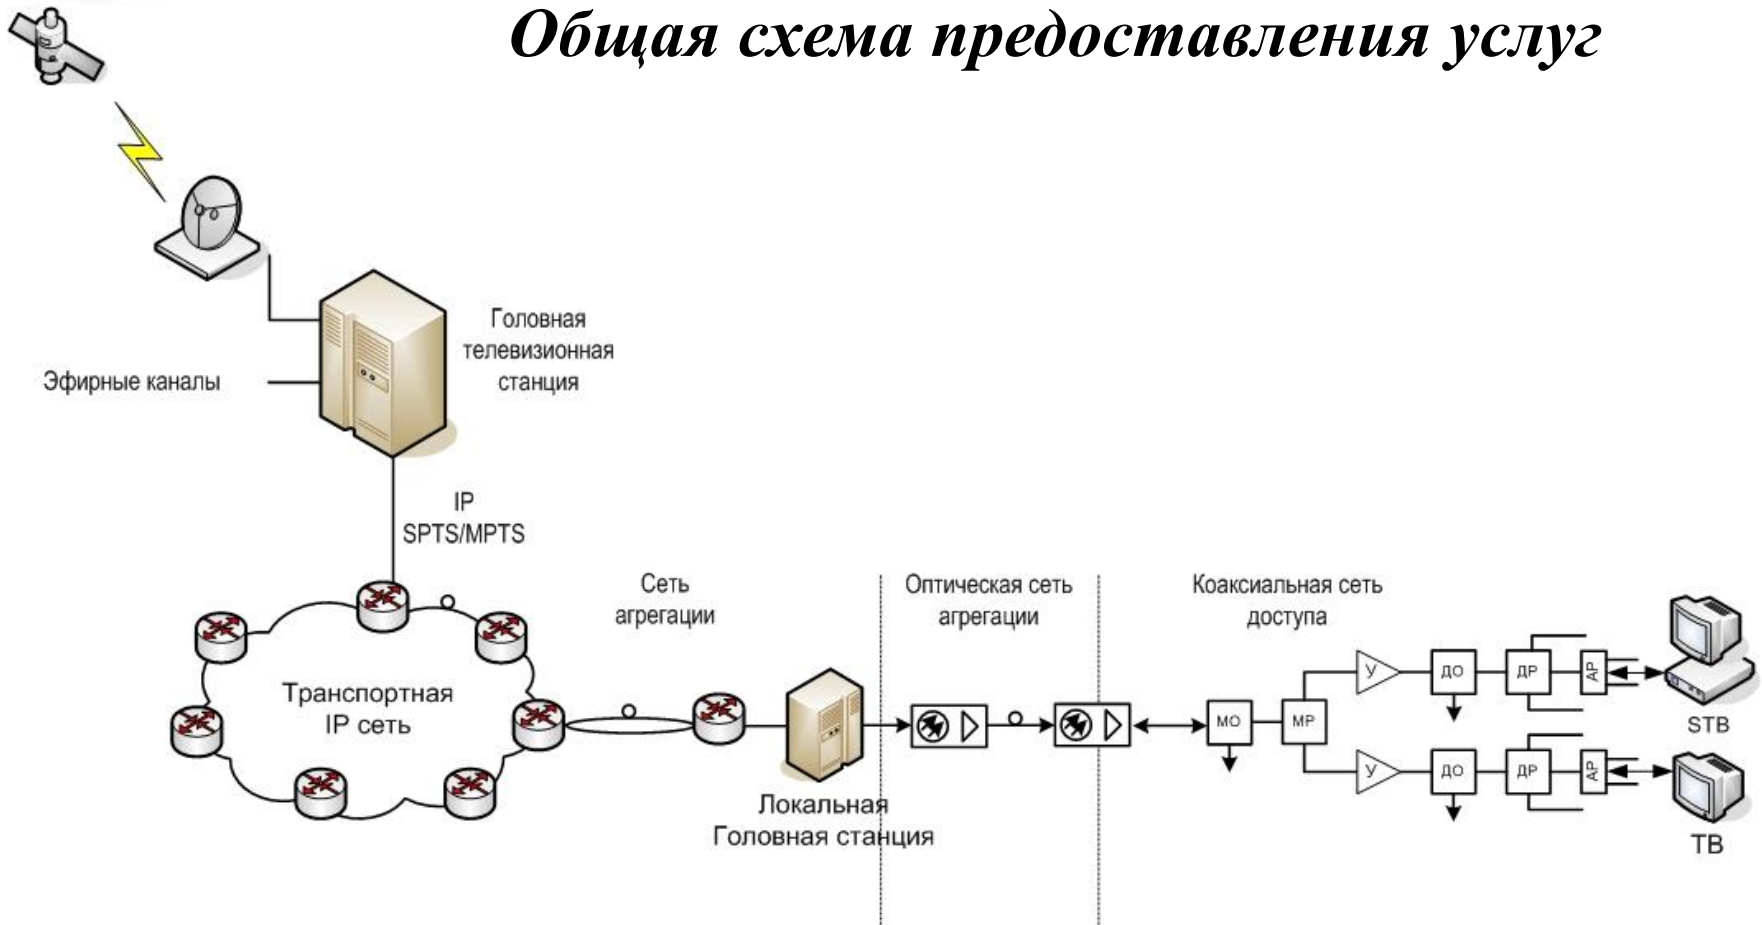 Общая схема предоставления услуг
Головная
телевизионная
станция
Эфирные каналы
IP
SPTS/MPTS
Сеть
агрегации
Оптическая сеть
агрегации
Коаксиальная сеть
доступа
Транспортная
IP сеть
У
ДО
ДР
АР
STB
МО
МР
У
ДО
ДР
АР
ТВ
Локальная
Головная станция